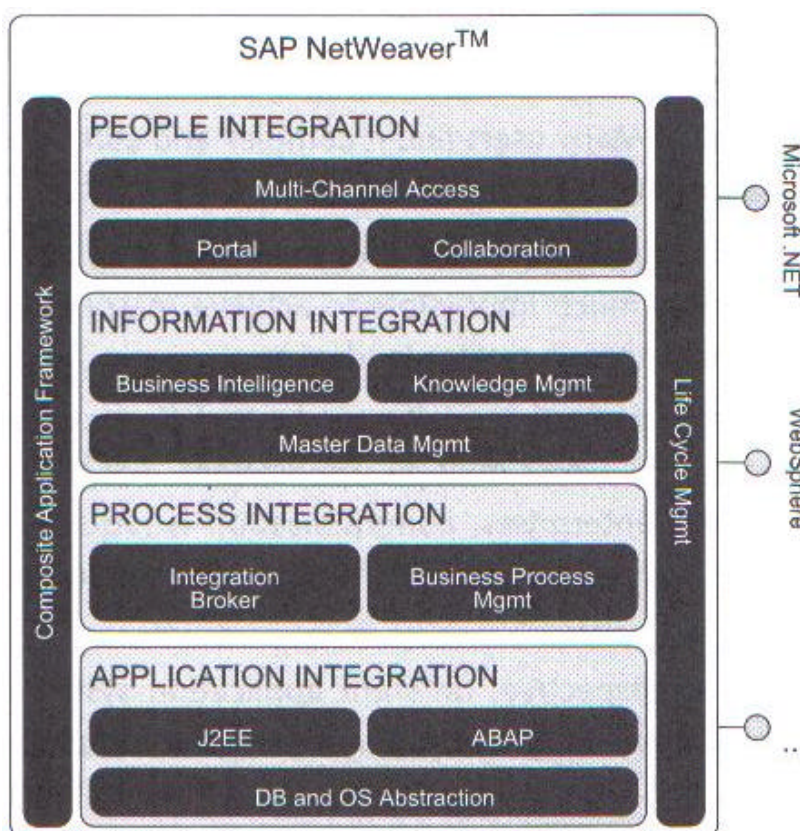 SAP NetWeaver™
Composite Application Framework
PEOPLE INTEGRATION
Multi-Channel Access
Portal
Collaboration
INFORMATION INTEGRATION
Business Intelligence
Knowledge Mgmt
Master Data Mgmt
PROCESS INTEGRATION
Integration
Broker
Business Process
Mgmt
APPLICATION INTEGRATION
J2EE
ABAP
DB and OS Abstraction
Life Cycle Mgmt
Microsoft .NET
WebSphere
: